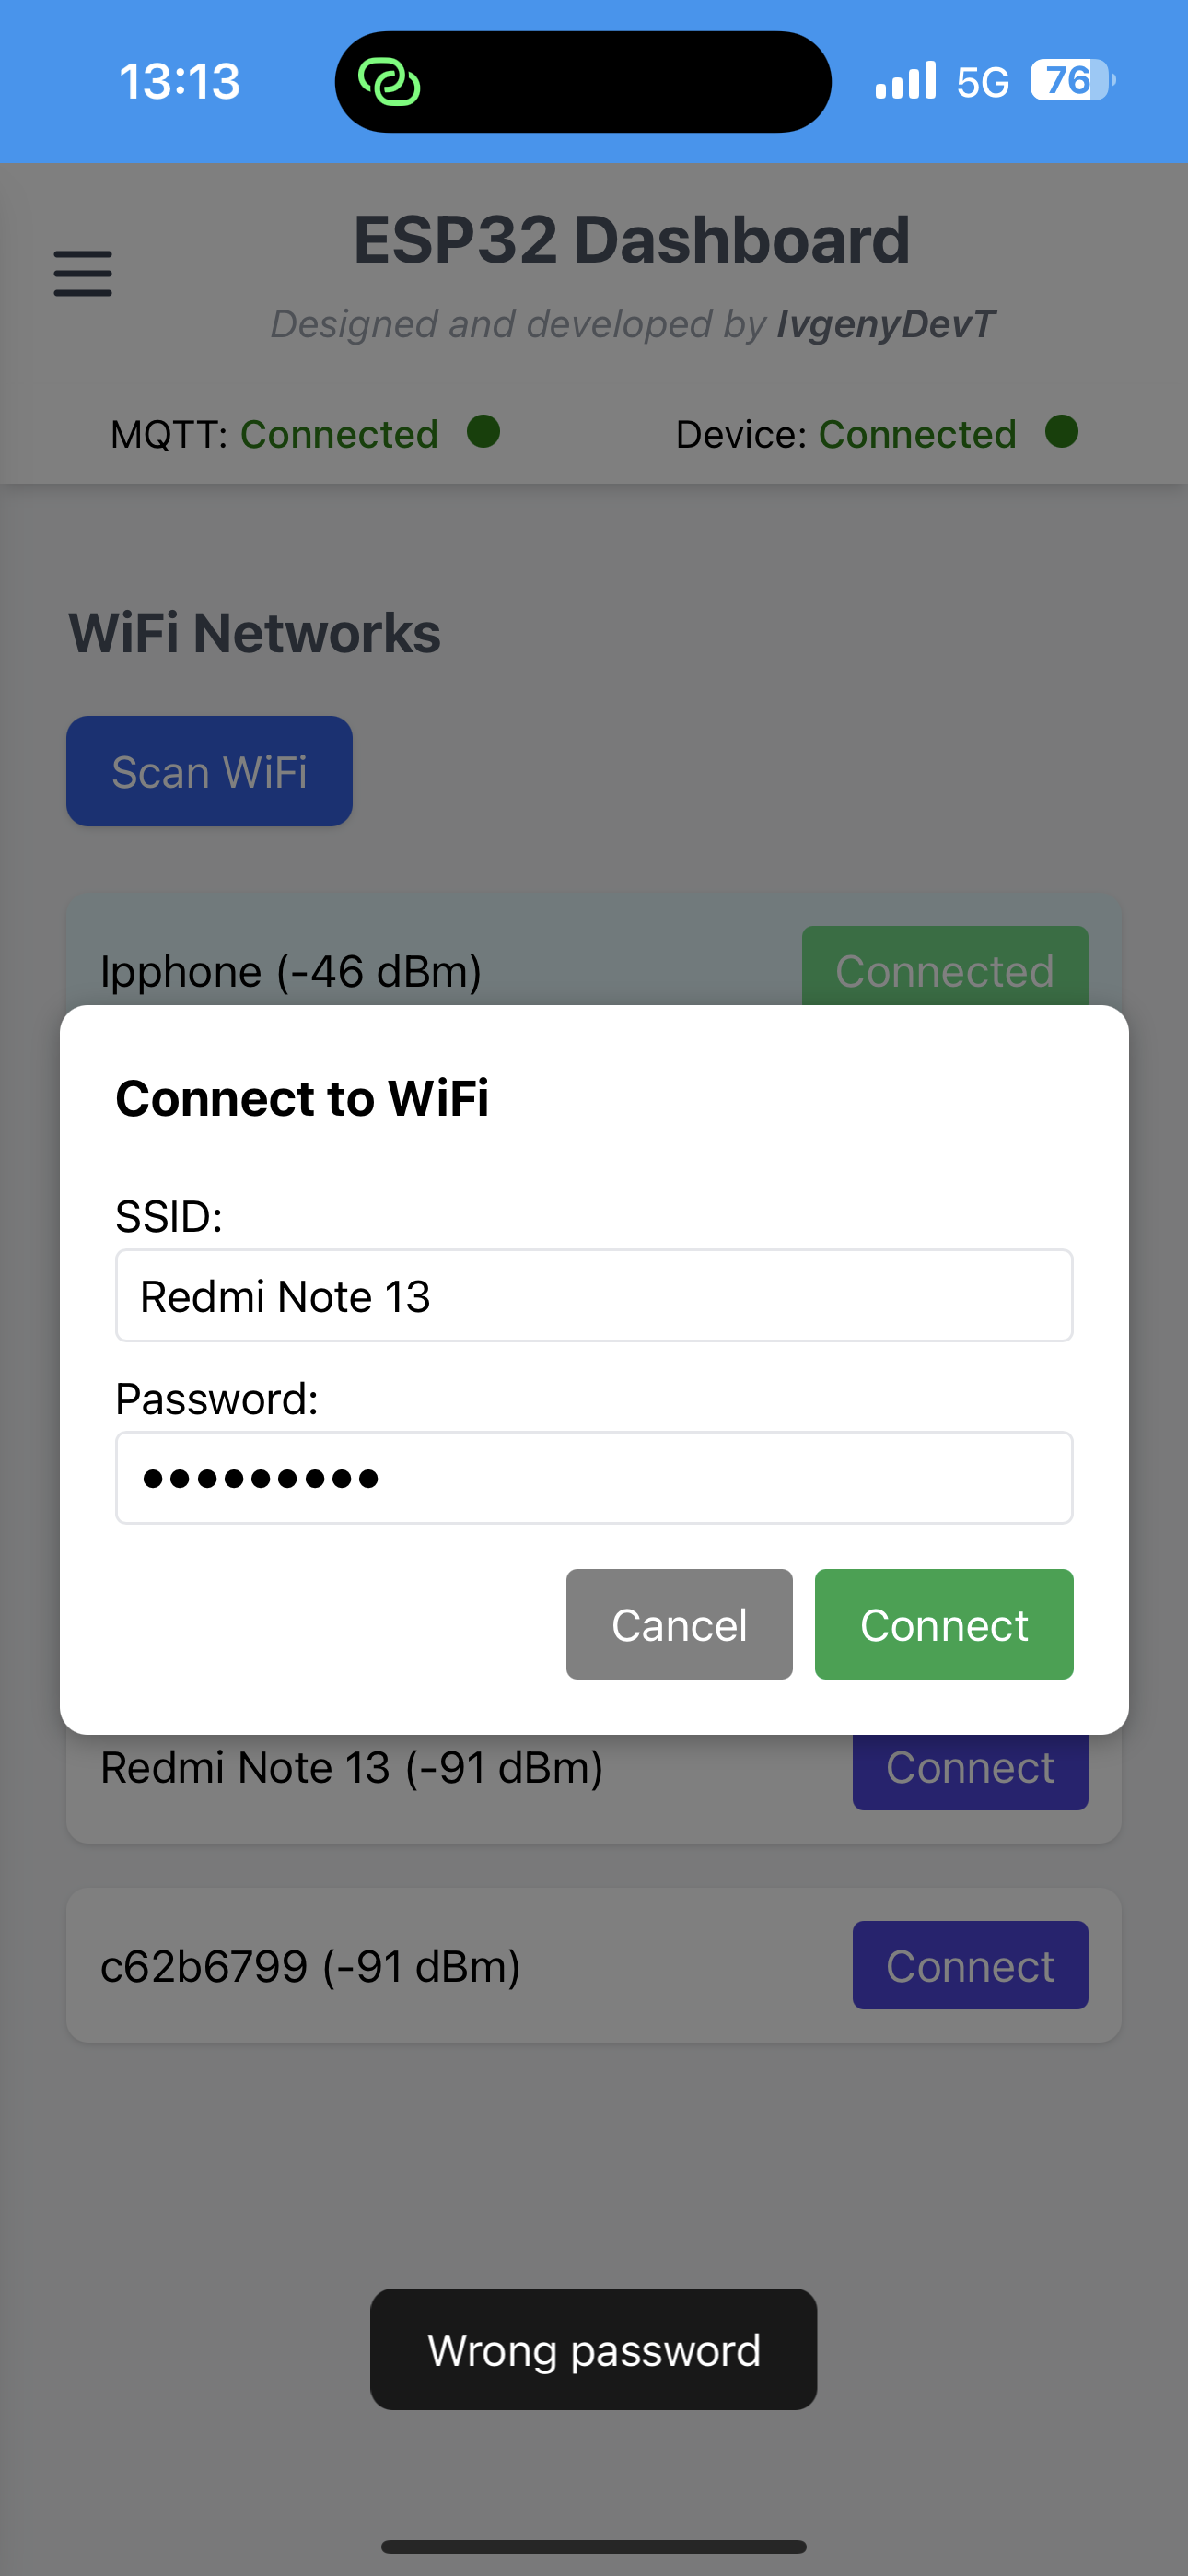 13:13 5G 76
ESP32 Dashboard
Designed and developed by IvgenyDevT
MQTT: Connected Device: Connected
WiFi Networks
Scan WiFi
Ipphone (-46 dBm) Connected
Connect to WiFi
SSID:
Redmi Note 13
Password:
•••••••••
Cancel Connect
Redmi Note 13 (-91 dBm) Connect
c62b6799 (-91 dBm) Connect
Wrong password